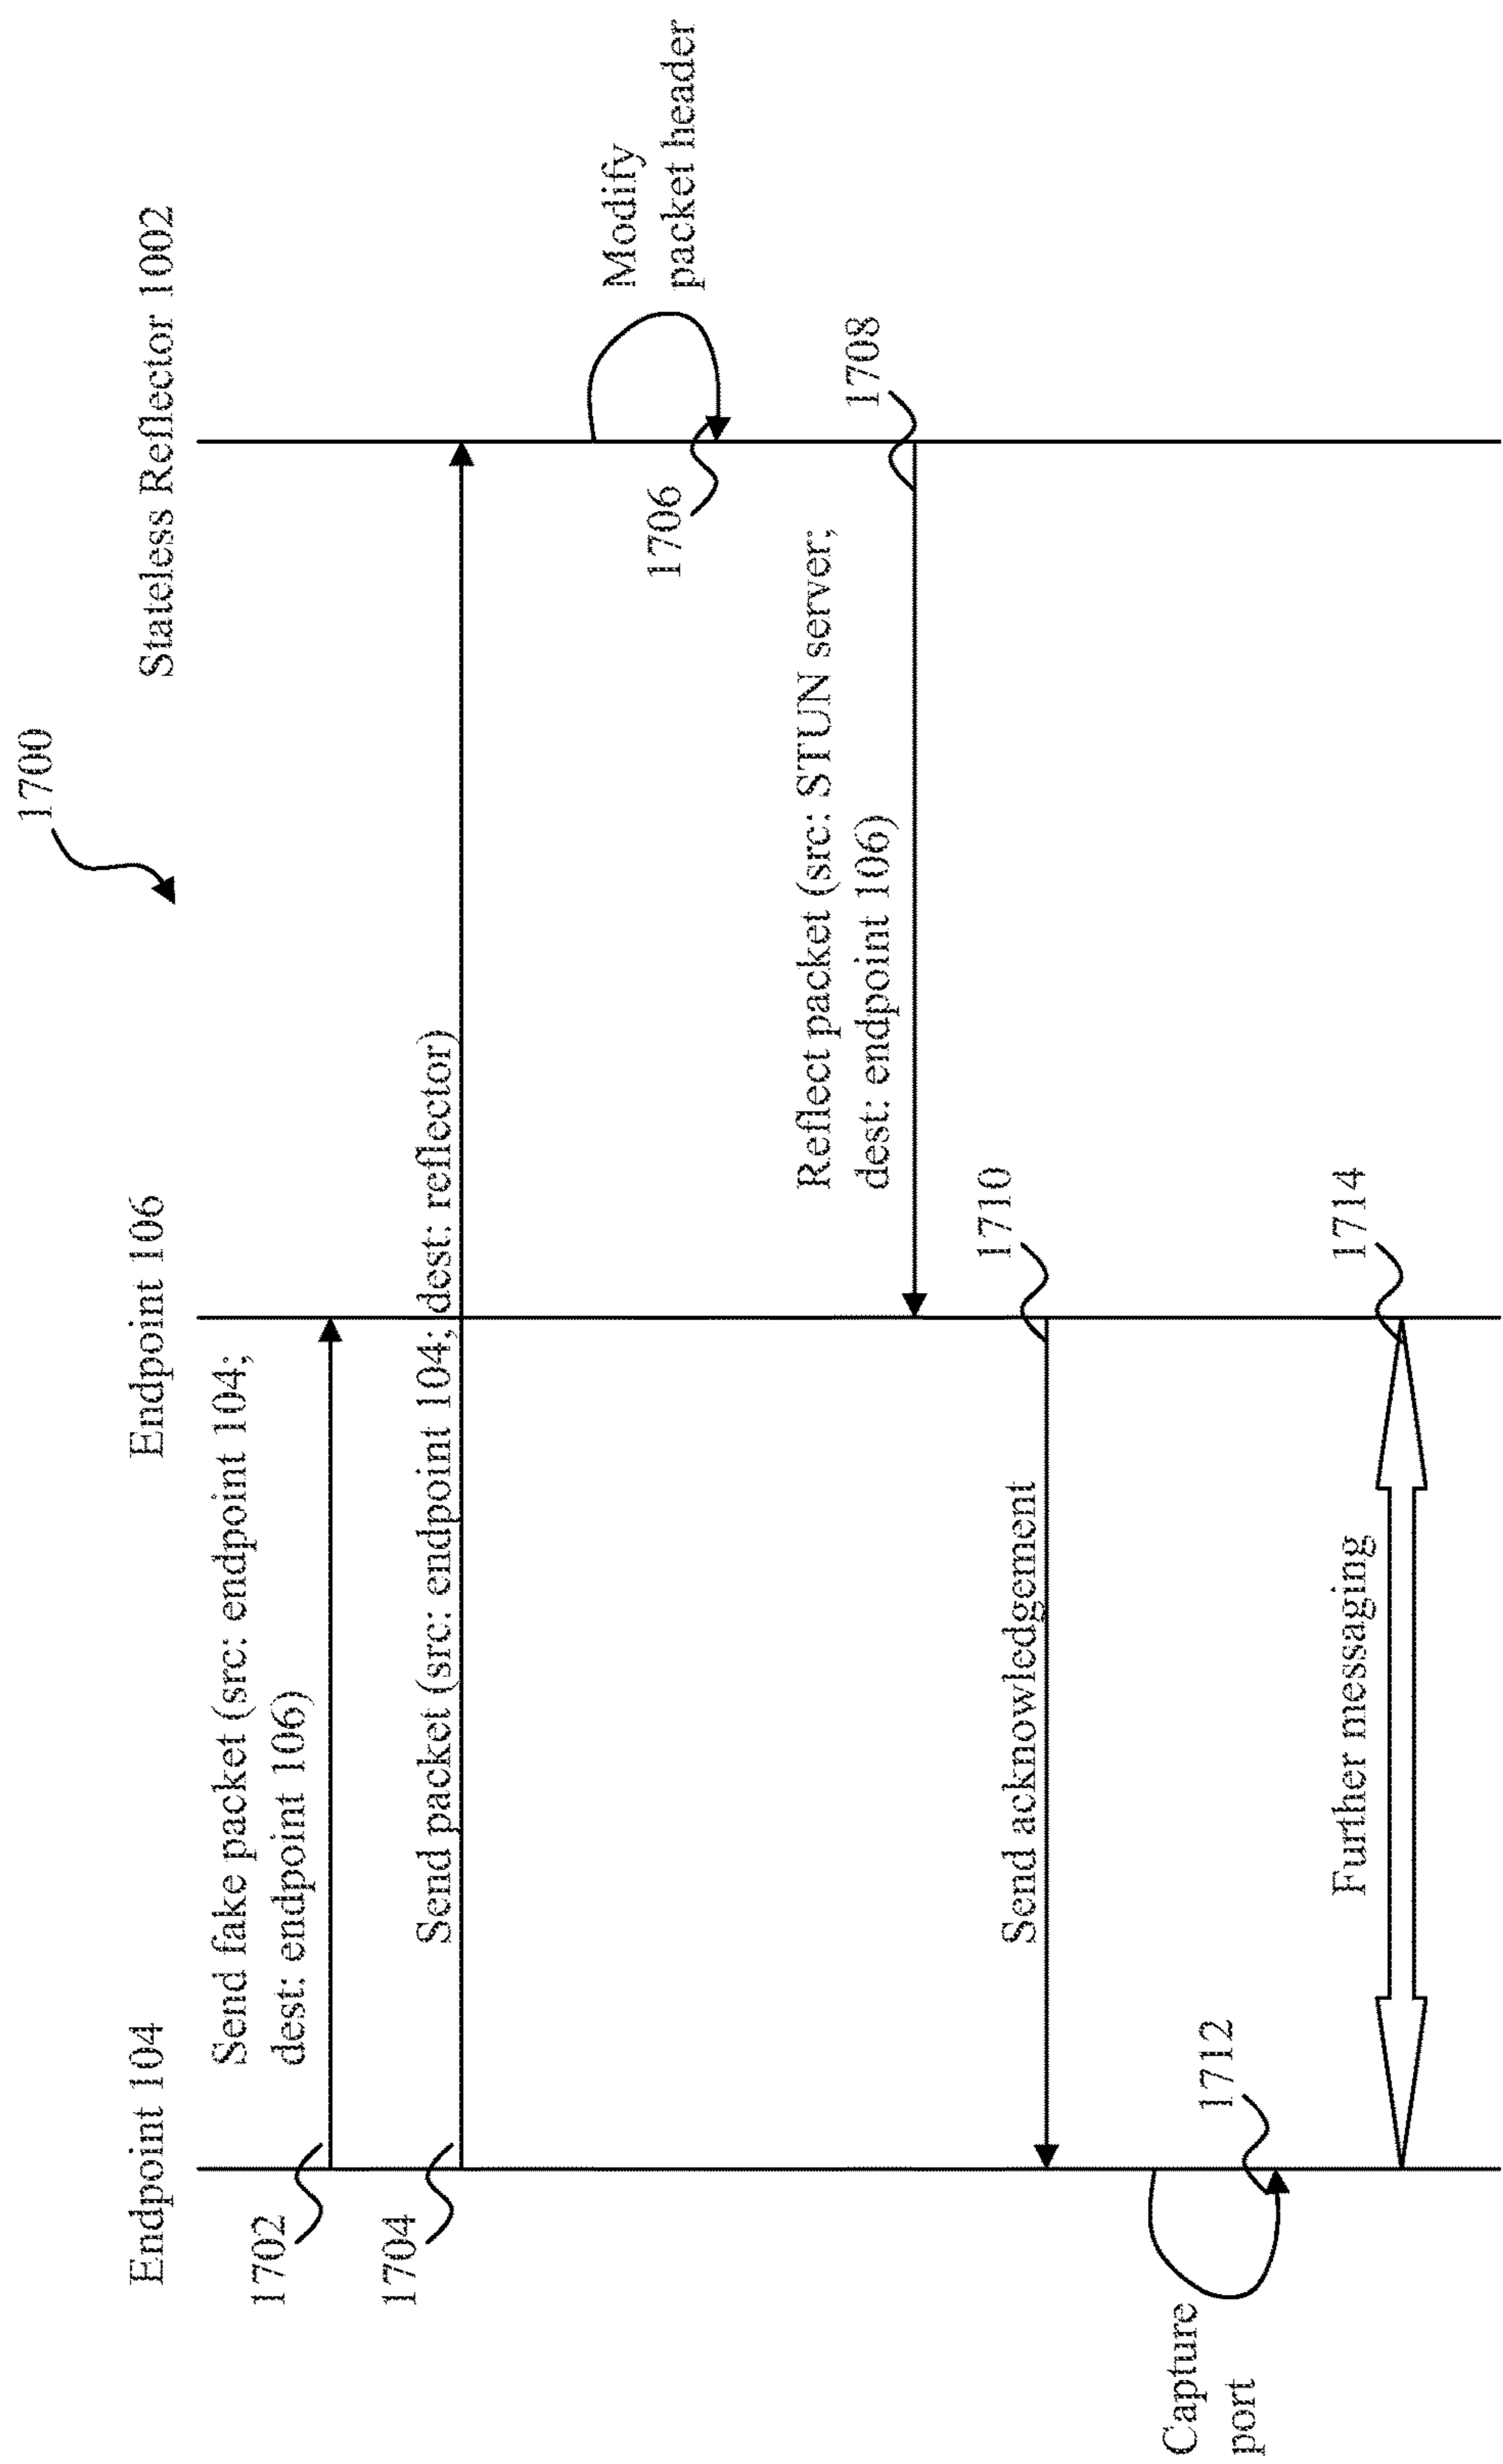 1700
Endpoint 104
Endpoint 106
Stateless Reflector 1002
Send fake packet (src: endpoint 104;
dest: endpoint 106)
1702
Send packet (src: endpoint 104; dest: reflector)
1704
Modify
packet header
1706
Reflect packet (src: STUN server;
dest: endpoint 106)
1708
Send acknowledgement
1710
Capture
port
1712
Further messaging
1714